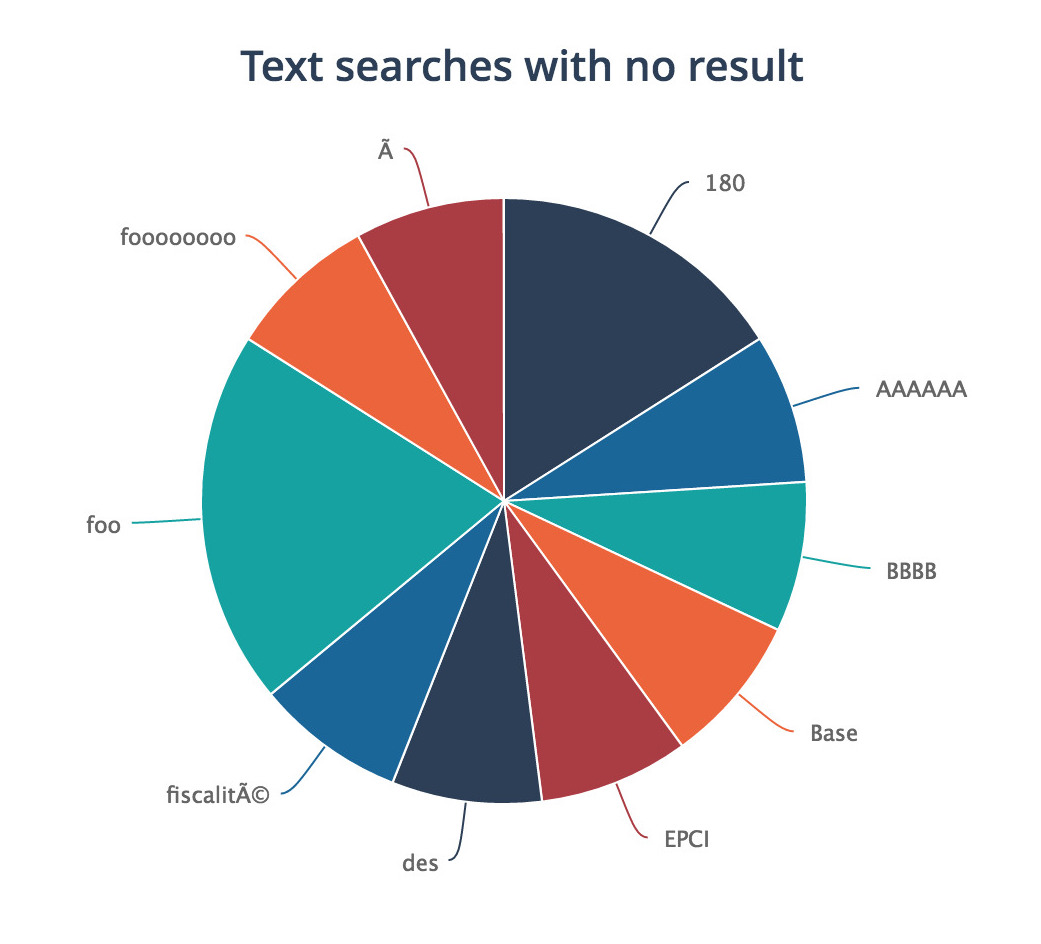 Text searches with no result
Ã
180
foooooooo
AAAAAA
foo
BBBB
Base
fiscalitÃ©
EPCI
des